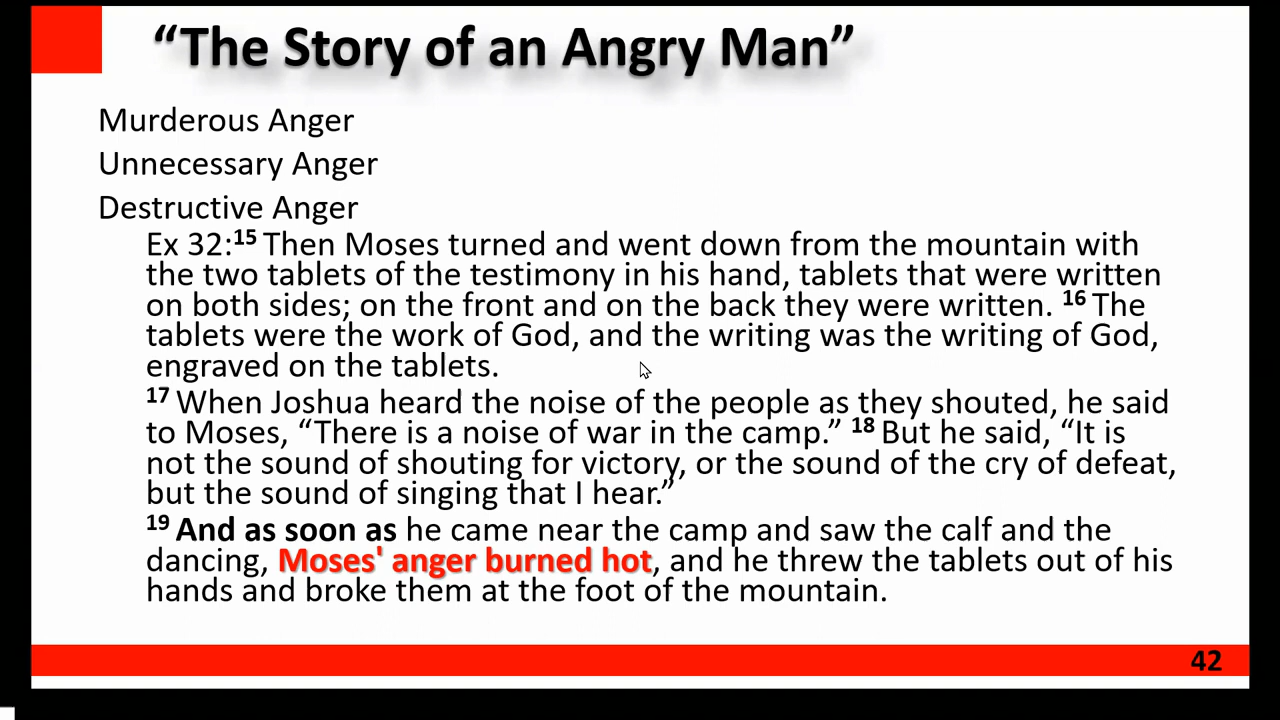 “The Story of an Angry Man”
Murderous Anger
Unnecessary Anger
Destructive Anger
Ex 32:15 Then Moses turned and went down from the mountain with
the two tablets of the testimony in his hand, tablets that were written
on both sides; on the front and on the back they were written. 16 The
tablets were the work of God, and the writing was the writing of God,
engraved on the tablets.
17 When Joshua heard the noise of the people as they shouted, he said
to Moses, “There is a noise of war in the camp.” 18 But he said, “It is
not the sound of shouting for victory, or the sound of the cry of defeat,
but the sound of singing that I hear.”
19 And as soon as he came near the camp and saw the calf and the
dancing, Moses' anger burned hot, and he threw the tablets out of his
hands and broke them at the foot of the mountain.
42